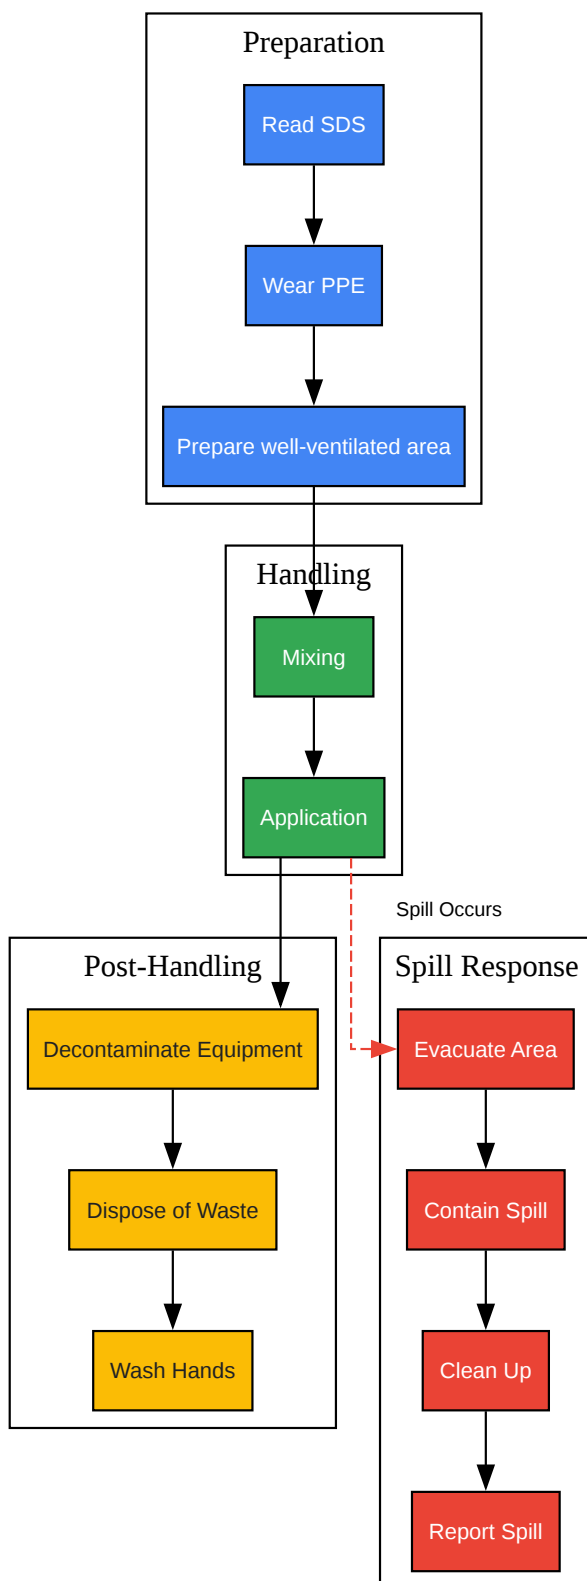 Preparation
Read SDS
Wear PPE
Prepare well-ventilated area
Handling
Mixing
Application
Spill Occurs
Post-Handling
Decontaminate Equipment
Dispose of Waste
Wash Hands
Spill Response
Evacuate Area
Contain Spill
Clean Up
Report Spill